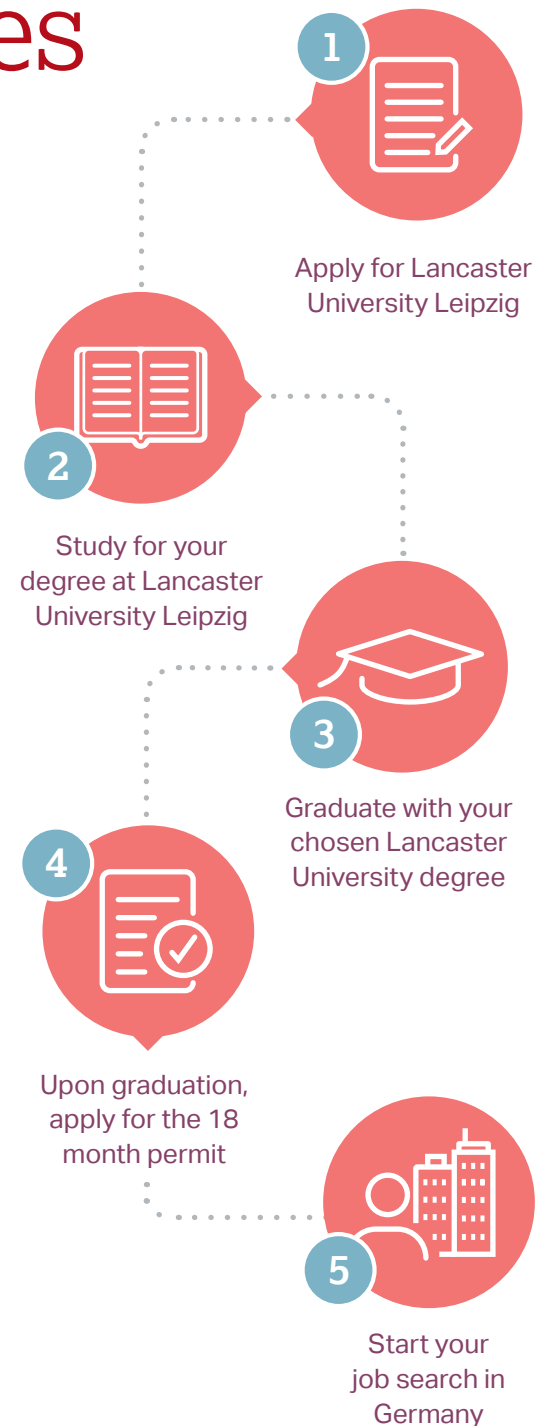 es
1
Apply for Lancaster
University Leipzig
2
Study for your
degree at Lancaster
University Leipzig
3
Graduate with your
chosen Lancaster
University degree
4
Upon graduation,
apply for the 18
month permit
5
Start your
job search in
Germany